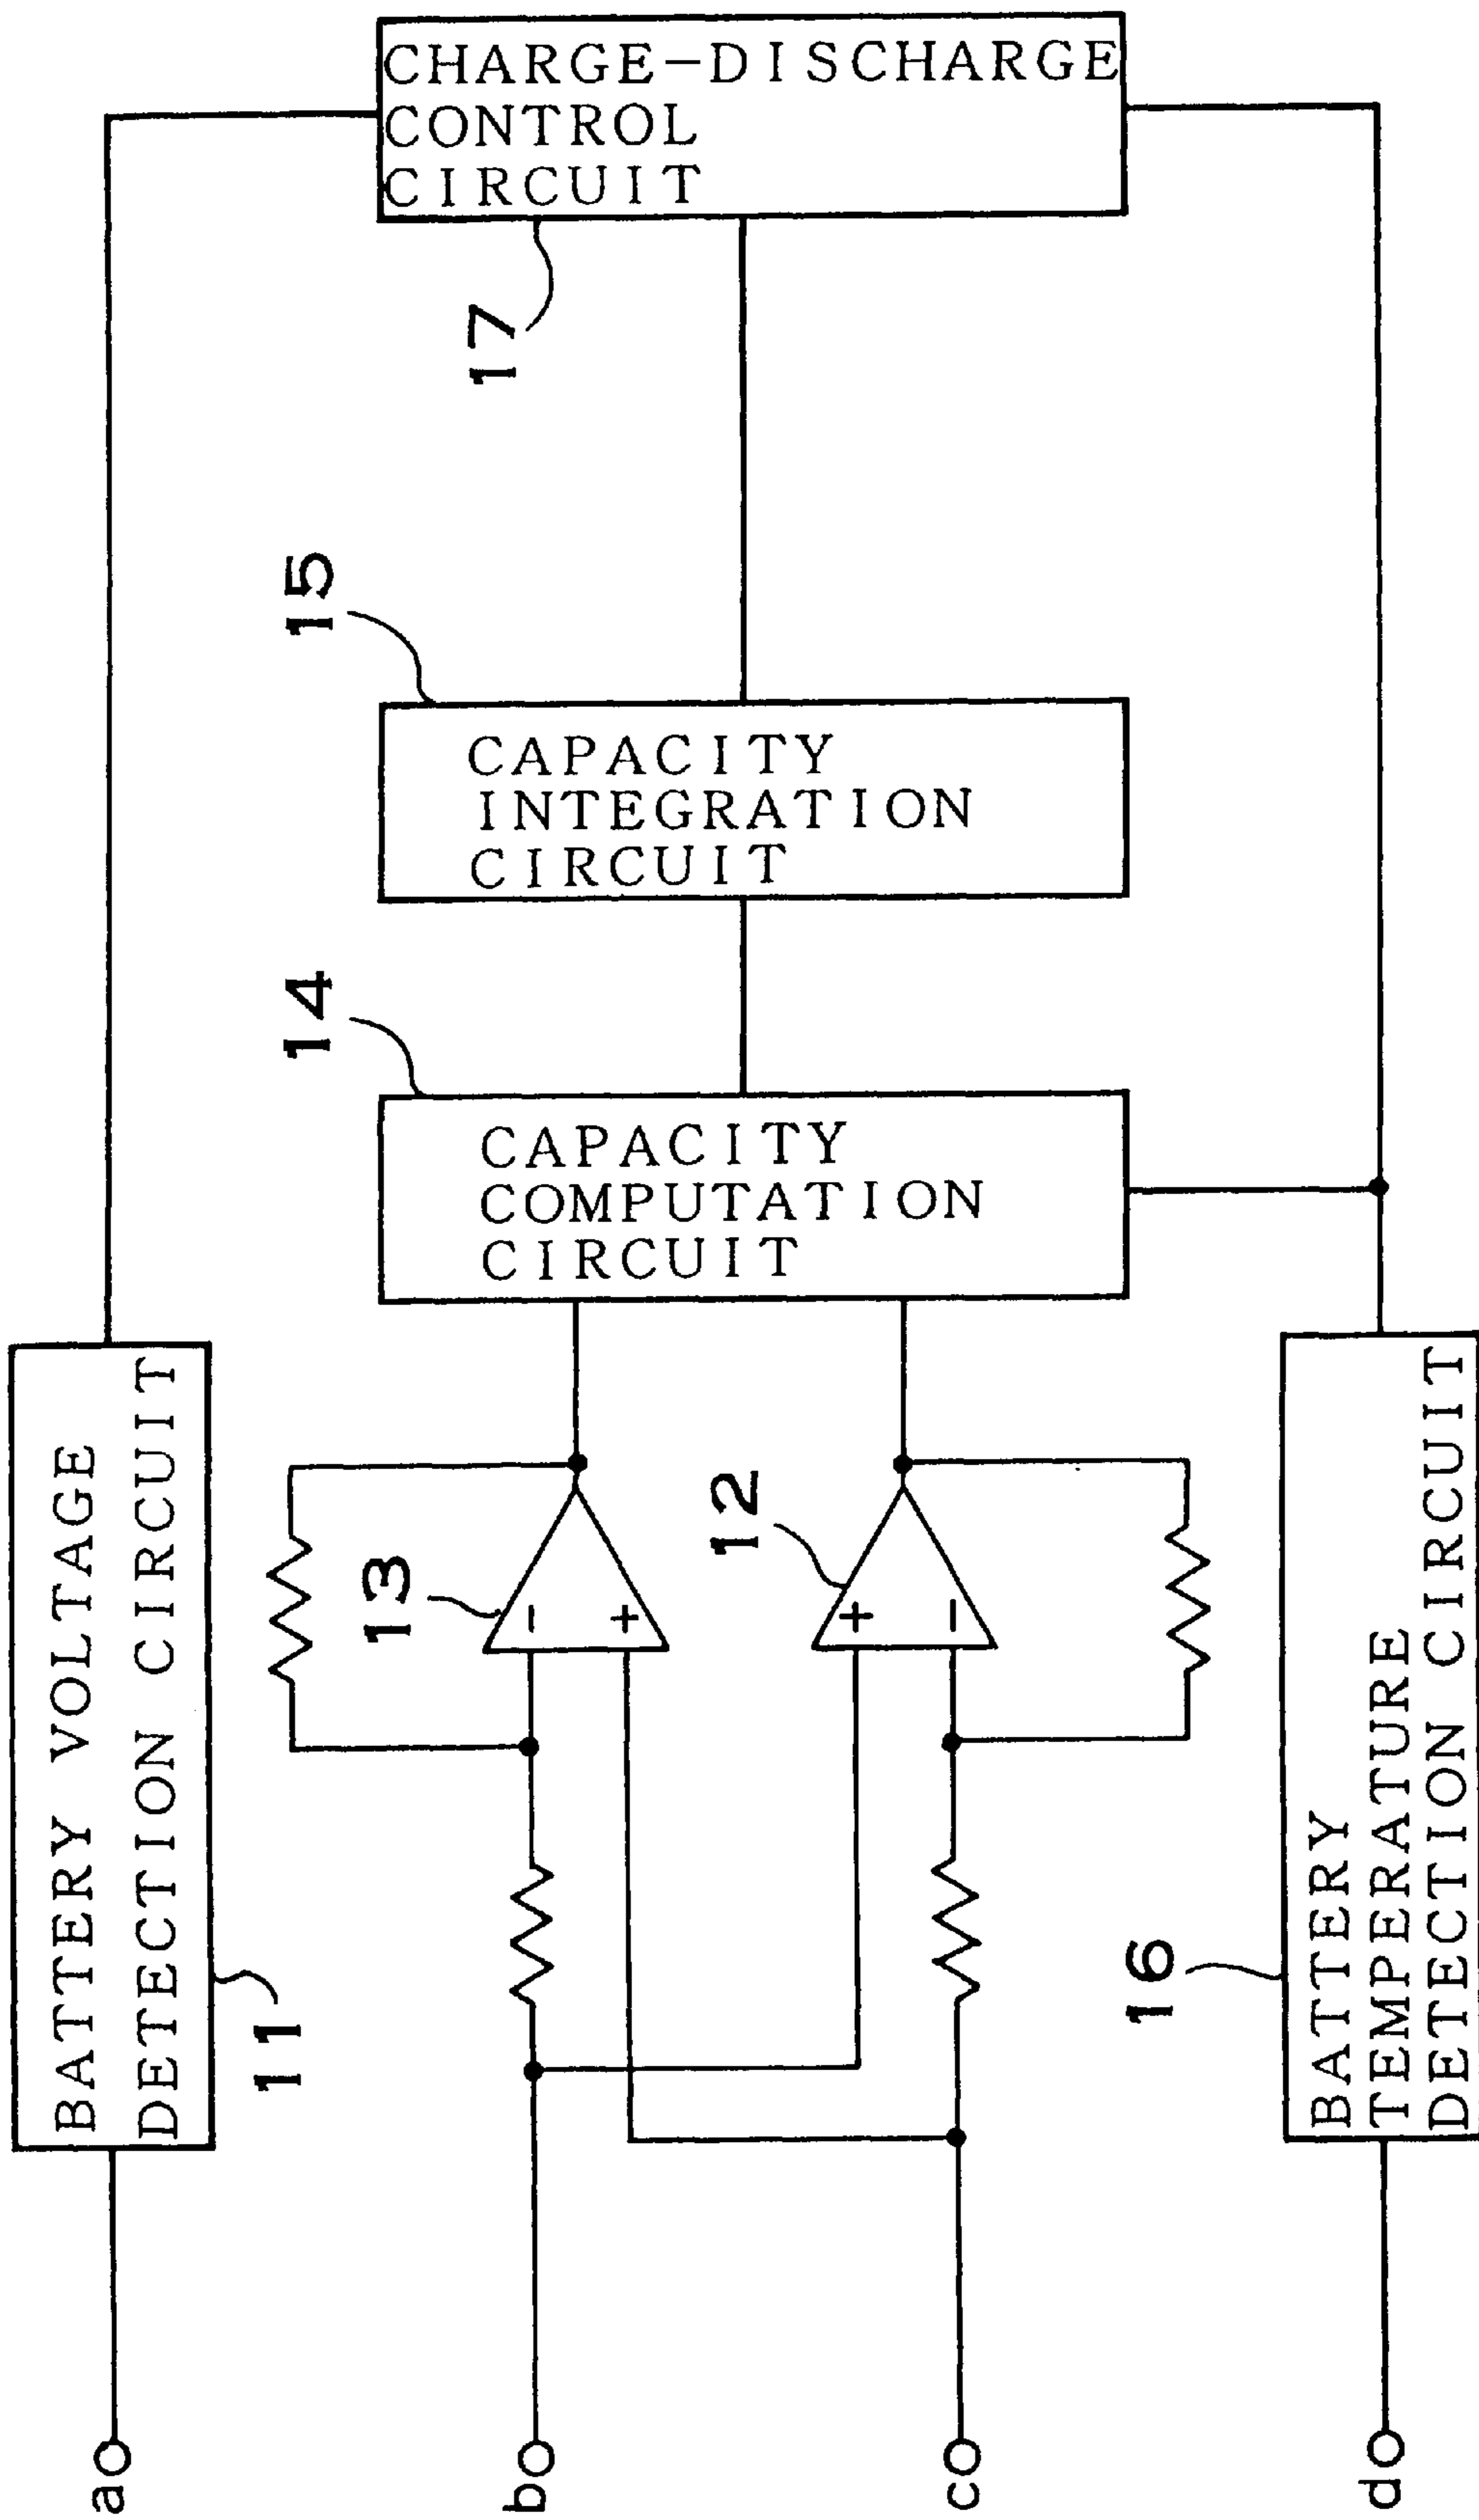 CHARGE-DISCHARGE
CONTROL
CIRCUIT
17
15
CAPACITY
INTEGRATION
CIRCUIT
14
CAPACITY
COMPUTATION
CIRCUIT
BATTERY VOLTAGE
DETECTION CIRCUIT
11
13
-
+
12
+
-
16
BATTERY
TEMPERATURE
DETECTION CIRCUIT
a
b
c
d